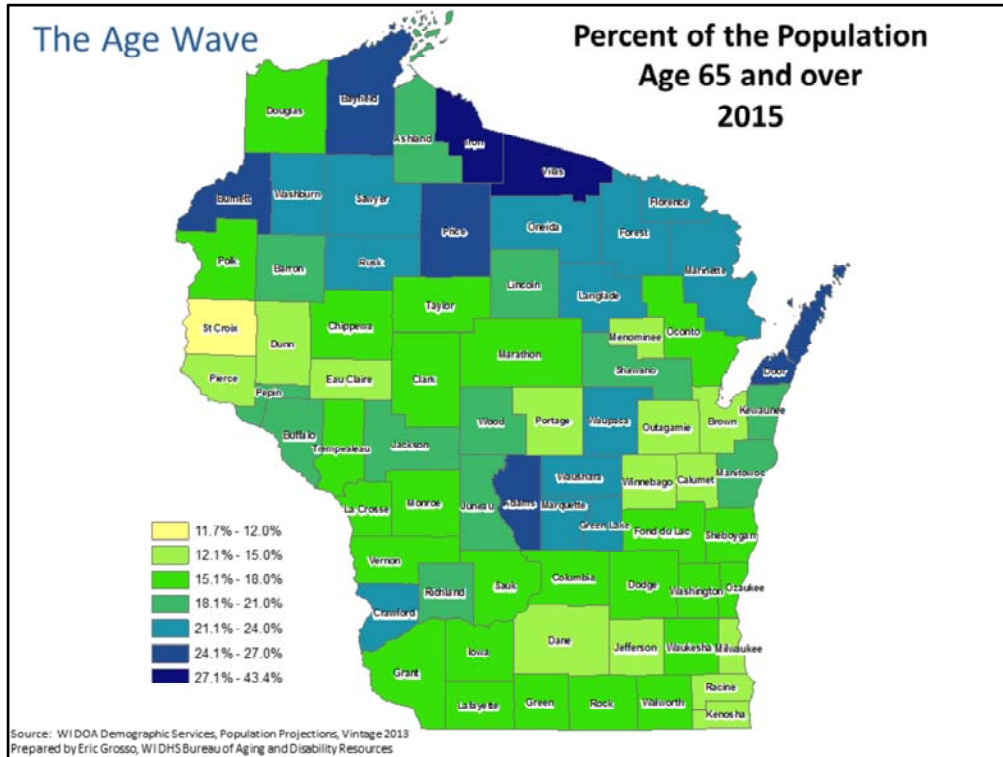 The Age Wave
Percent of the Population
Age 65 and over
2015
Douglas
Bayfield
Ashland
Iron
Vilas
Burnett
Washburn
Sawyer
Price
Oneida
Florence
Forest
Marinette
Polk
Barron
Rusk
Lincoln
Langlade
Taylor
St Croix
Dunn
Chippewa
Marathon
Menominee
Oconto
Pierce
Eau Claire
Clark
Shawano
Door
Pepin
Buffalo
Trempealeau
Jackson
Wood
Portage
Waupaca
Outagamie
Brown
Kewaunee
La Crosse
Monroe
Juneau
Adams
Waushara
Marquette
Green Lake
Winnebago
Calumet
Manitowoc
Fond du Lac
Sheboygan
Vernon
Crawford
Richland
Sauk
Columbia
Dodge
Washington
Ozaukee
Grant
Iowa
Dane
Jefferson
Waukesha
Milwaukee
Lafayette
Green
Rock
Walworth
Racine
Kenosha
11.7% - 12.0%
12.1% - 15.0%
15.1% - 18.0%
18.1% - 21.0%
21.1% - 24.0%
24.1% - 27.0%
27.1% - 43.4%
Source: WI DOA Demographic Services, Population Projections, Vintage 2013
Prepared by Eric Grosso, WI DHS Bureau of Aging and Disability Resources